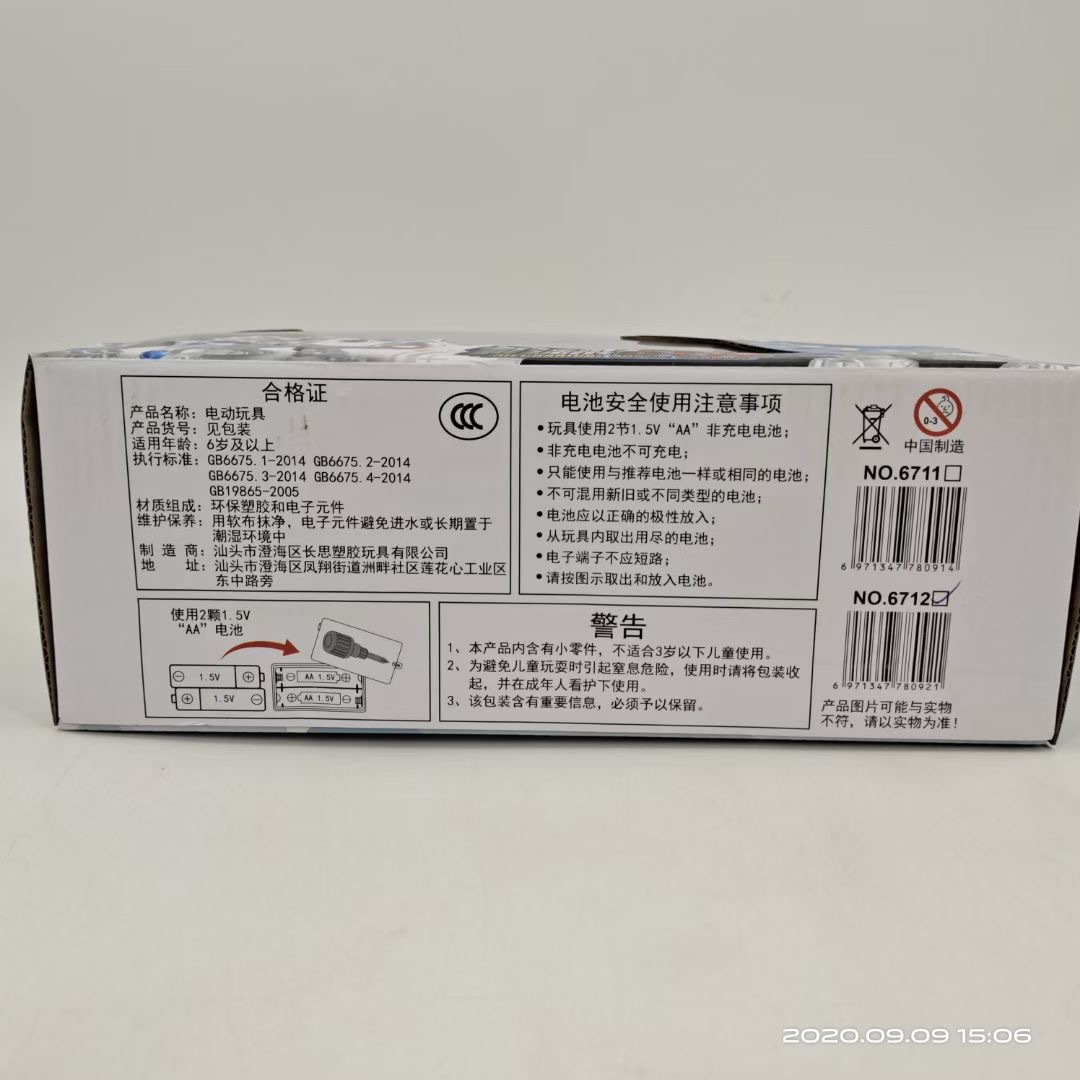 合格证
产品名称：电动玩具
产品货号：见包装
适用年龄：6岁及以上
执行标准：GB6675.1-2014 GB6675.2-2014
GB6675.3-2014 GB6675.4-2014
GB19865-2005
材质组成：环保塑胶和电子元件
维护保养：用软布抹净，电子元件避免进水或长期置于
潮湿环境中
制 造 商：汕头市澄海区长思塑胶玩具有限公司
地 址：汕头市澄海区凤翔街道洲畔社区莲花心工业区
东中路旁
CCC
电池安全使用注意事项
•玩具使用2节1.5V“AA”非充电电池；
•非充电电池不可充电；
•只能使用与推荐电池一样或相同的电池；
•不可混用新旧或不同类型的电池；
•电池应以正确的极性放入；
•从玩具内取出用尽的电池；
•电子端子不应短路；
•请按图示取出和放入电池。
0-3
中国制造
NO.6711□
6 971347 780914
NO.6712☑
6 971347 780921
产品图片可能与实物
不符，请以实物为准！
使用2颗1.5V
“AA”电池
1.5V
1.5V
AA 1.5V
AA 1.5V
警告
1、本产品内含有小零件，不适合3岁以下儿童使用。
2、为避免儿童玩耍时引起窒息危险，使用时请将包装收
起，并在成年人看护下使用。
3、该包装含有重要信息，必须予以保留。
2020.09.09 15:06